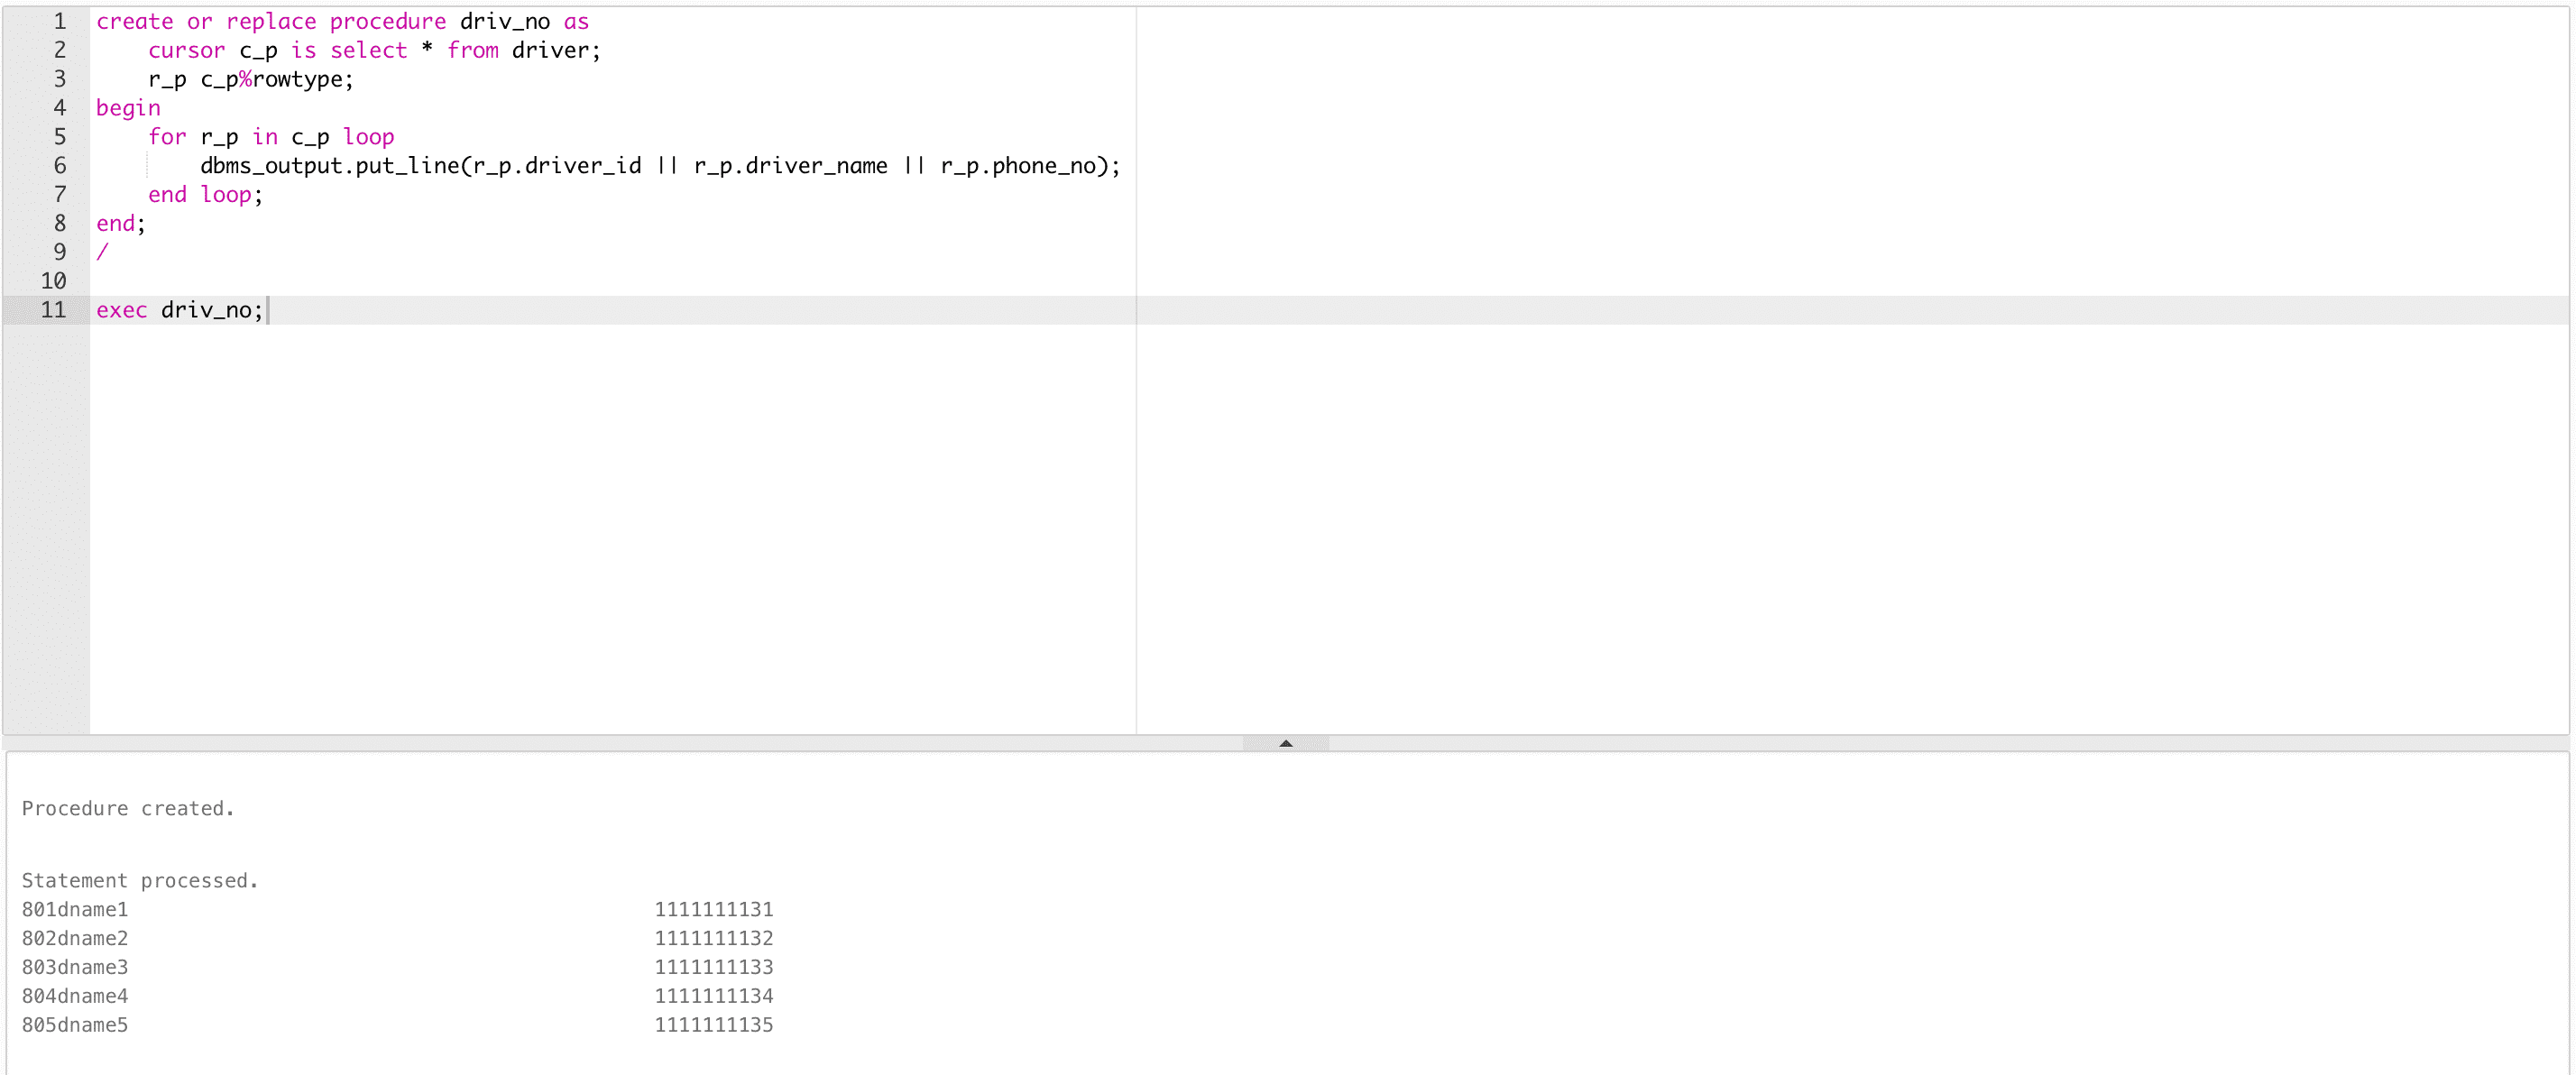 1 create or replace procedure driv_no as
2     cursor c_p is select * from driver;
3     r_p c_p%rowtype;
4 begin
5     for r_p in c_p loop
6         dbms_output.put_line(r_p.driver_id || r_p.driver_name || r_p.phone_no);
7     end loop;
8 end;
9 /
10
11 exec driv_no;
Procedure created.
Statement processed.
801dname1                                            1111111131
802dname2                                            1111111132
803dname3                                            1111111133
804dname4                                            1111111134
805dname5                                            1111111135